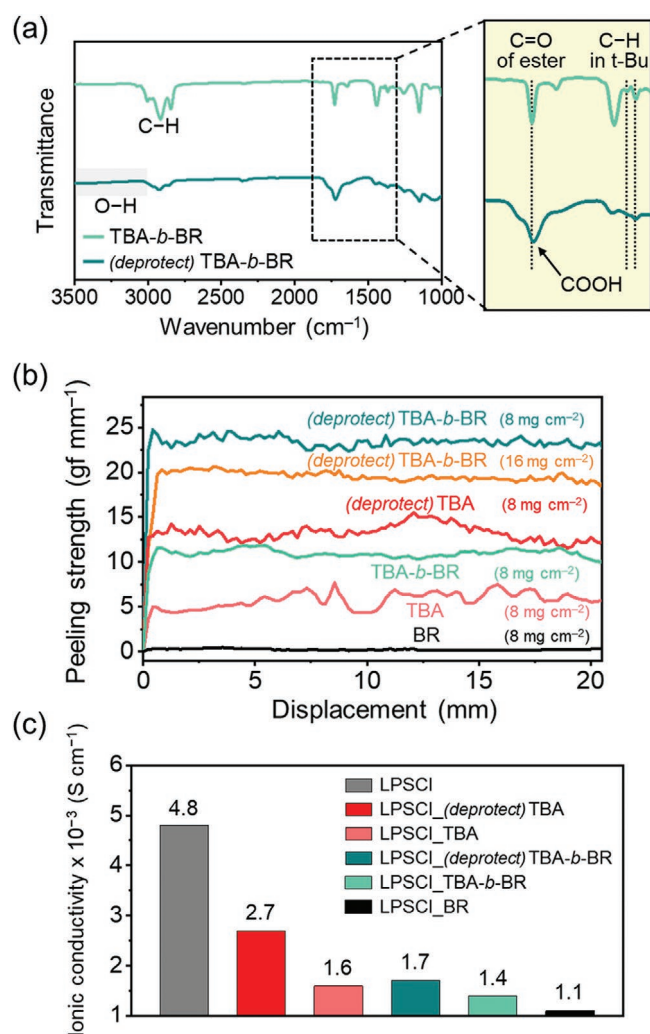 (a)
Transmittance
C–H
O–H
TBA-b-BR
(deprotect) TBA-b-BR
3500 3000 2500 2000 1500 1000
Wavenumber (cm⁻¹)
C=O
of ester
C–H
in t-Bu
COOH
(b)
Peeling strength (gf mm⁻¹)
25
20
15
10
5
0
(deprotect) TBA-b-BR (8 mg cm⁻²)
(deprotect) TBA-b-BR (16 mg cm⁻²)
(deprotect) TBA (8 mg cm⁻²)
TBA-b-BR (8 mg cm⁻²)
TBA (8 mg cm⁻²)
BR (8 mg cm⁻²)
0 5 10 15 20
Displacement (mm)
(c)
Ionic conductivity x 10⁻³ (S cm⁻¹)
6
5
4
3
2
1
4.8
2.7
1.6
1.7
1.4
1.1
LPSCl
LPSCl_(deprotect) TBA
LPSCl_TBA
LPSCl_(deprotect) TBA-b-BR
LPSCl_TBA-b-BR
LPSCl_BR